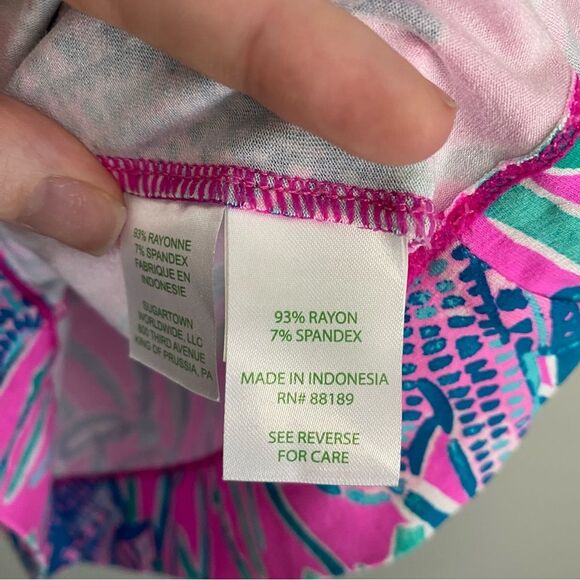 93% RAYONNE
7% SPANDEX
FABRIQUE EN
INDONESIE
SUGARTOWN
WORLDWIDE, LLC
800 THIRD AVENUE
KING OF PRUSSIA, PA
93% RAYON
7% SPANDEX
MADE IN INDONESIA
RN# 88189
SEE REVERSE
FOR CARE